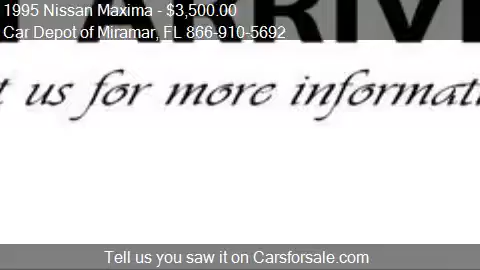 1995 Nissan Maxima - $3,500.00
Car Depot of Miramar, FL 866-910-5692
us for more
Tell us you saw it on Carsforsale.com